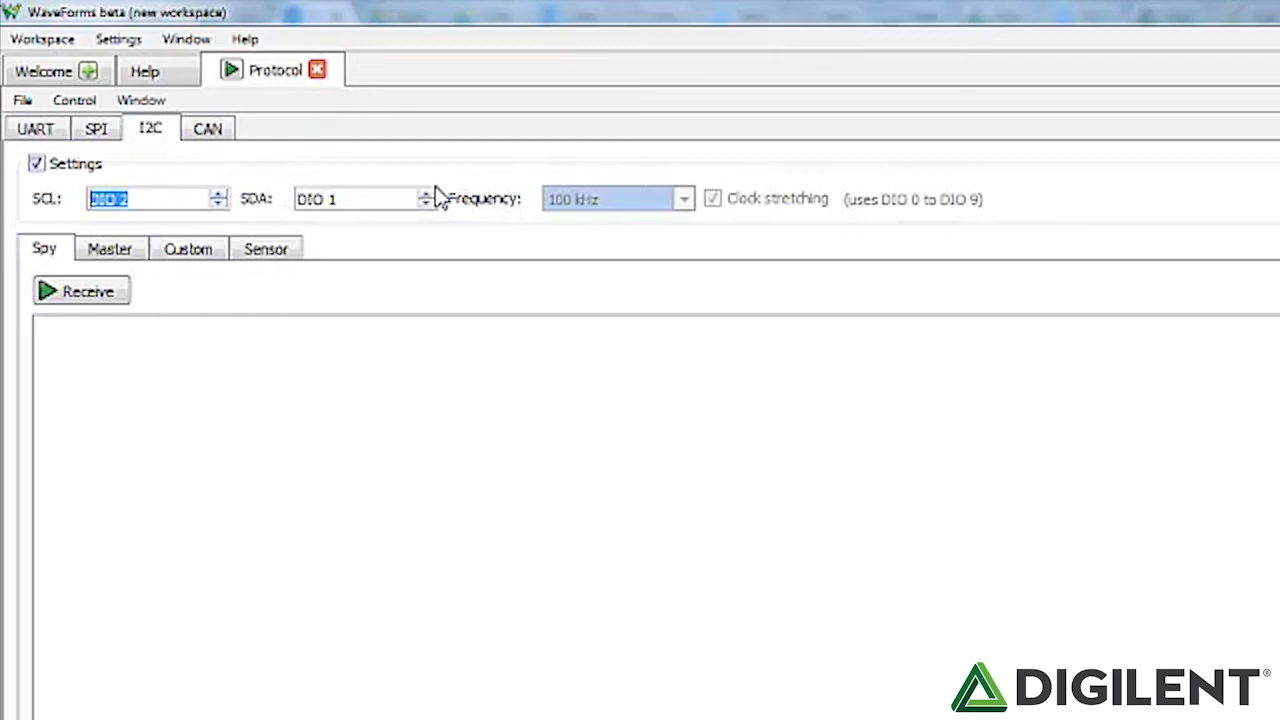 WaveForms beta (new workspace)
Workspace Settings Window Help
Welcome Help Protocol
File Control Window
UART SPI I2C CAN
Settings
SCL: DIO 2 SDA: DIO 1 Frequency: 100 kHz Clock stretching (uses DIO 0 to DIO 9)
Spy Master Custom Sensor
Receive
DIGILENT®